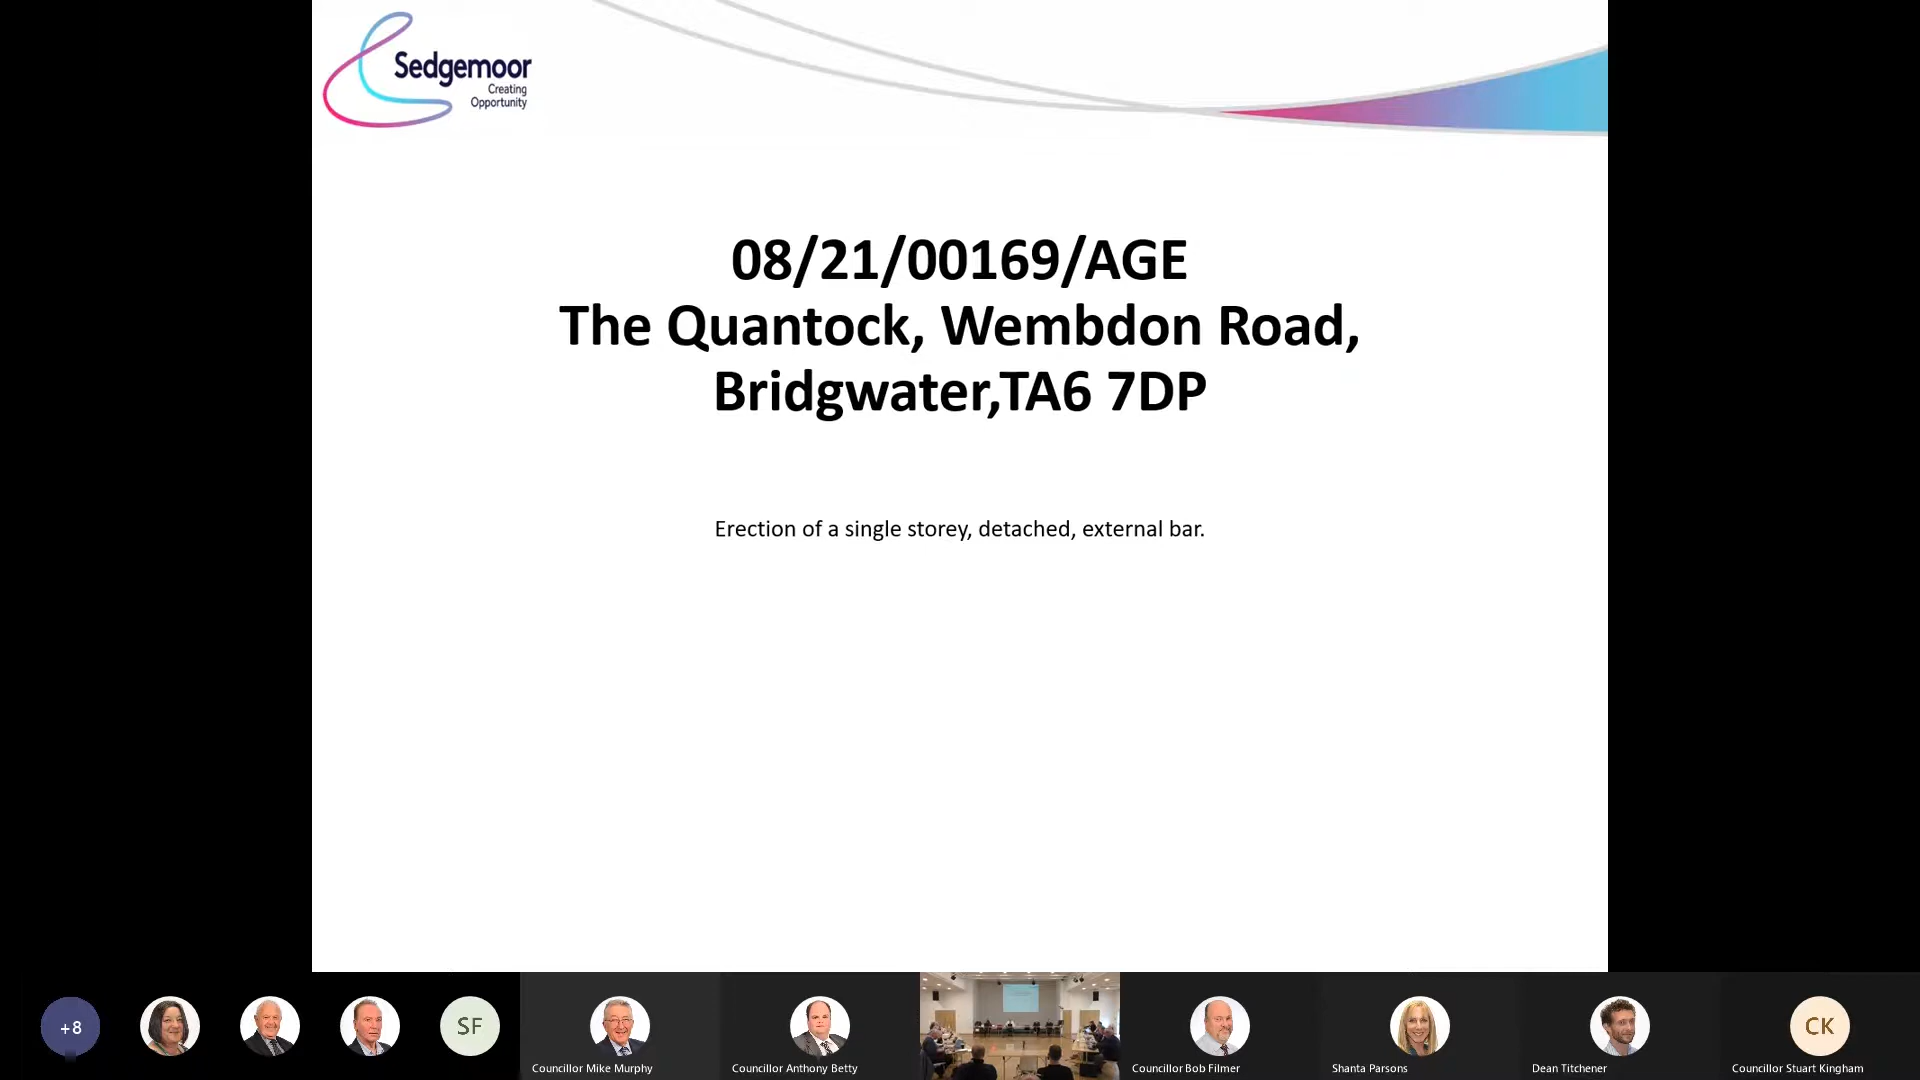 Sedgemoor
Creating
Opportunity
08/21/00169/AGE
The Quantock, Wembdon Road,
Bridgwater,TA6 7DP
Erection of a single storey, detached, external bar.
+8
SF
CK
Councillor Mike Murphy
Councillor Anthony Betty
Councillor Bob Filmer
Shanta Parsons
Dean Titchener
Councillor Stuart Kingham